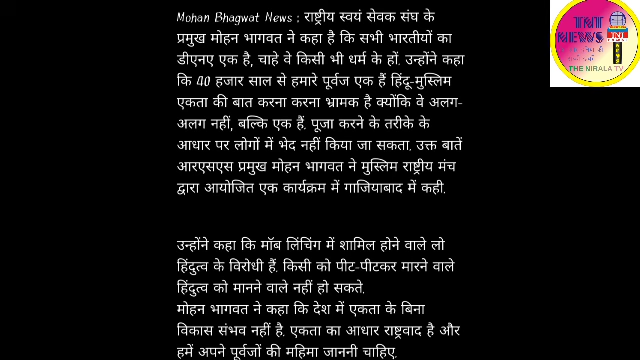 Mohan Bhagwat News : राष्ट्रीय स्वयं सेवक संघ के
प्रमुख मोहन भागवत ने कहा है कि सभी भारतीयों का
डीएनए एक है, चाहे वे किसी भी धर्म के हों. उन्होंने कहा
कि 40 हजार साल से हमारे पूर्वज एक हैं हिंदू-मुस्लिम
एकता की बात करना करना भ्रामक है क्योंकि वे अलग-
अलग नहीं, बल्कि एक हैं. पूजा करने के तरीके के
आधार पर लोगों में भेद नहीं किया जा सकता. उक्त बातें
आरएसएस प्रमुख मोहन भागवत ने मुस्लिम राष्ट्रीय मंच
द्वारा आयोजित एक कार्यक्रम में गाजियाबाद में कही.
उन्होंने कहा कि मॉब लिंचिंग में शामिल होने वाले लो
हिंदुत्व के विरोधी हैं. किसी को पीट-पीटकर मारने वाले
हिंदुत्व को मानने वाले नहीं हो सकते.
मोहन भागवत ने कहा कि देश में एकता के बिना
विकास संभव नहीं है. एकता का आधार राष्ट्रवाद है और
हमें अपने पूर्वजों की महिमा जाननी चाहिए.
TNT
NEWS
THE NIRALA TV